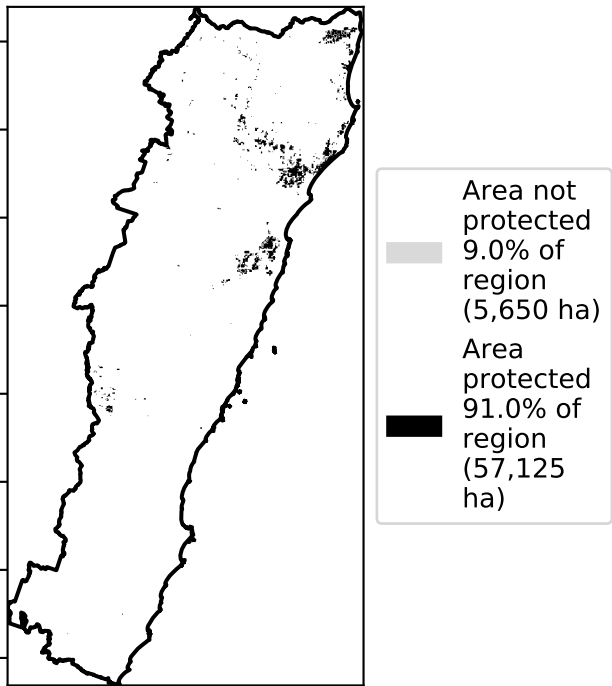 Area not
protected
9.0% of
region
(5,650 ha)
Area
protected
91.0% of
region
(57,125
ha)